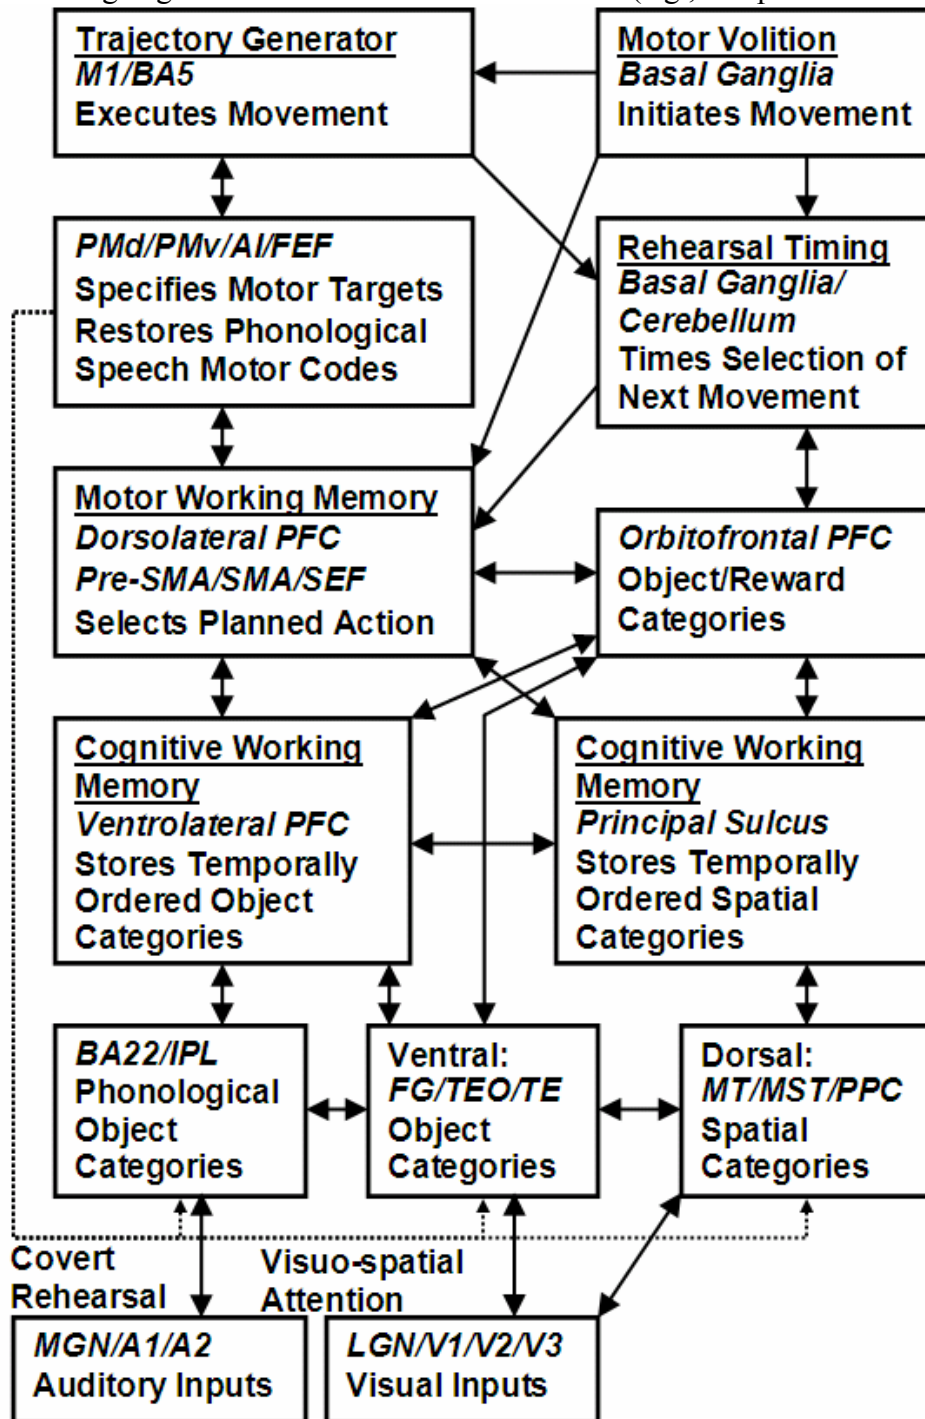 Trajectory Generator
M1/BA5
Executes Movement
Motor Volition
Basal Ganglia
Initiates Movement
PMd/PMv/AI/FEF
Specifies Motor Targets
Restores Phonological
Speech Motor Codes
Rehearsal Timing
Basal Ganglia/
Cerebellum
Times Selection of
Next Movement
Motor Working Memory
Dorsolateral PFC
Pre-SMA/SMA/SEF
Selects Planned Action
Orbitofrontal PFC
Object/Reward
Categories
Cognitive Working
Memory
Ventrolateral PFC
Stores Temporally
Ordered Object
Categories
Cognitive Working
Memory
Principal Sulcus
Stores Temporally
Ordered Spatial
Categories
BA22/IPL
Phonological
Object
Categories
Ventral:
FG/TEO/TE
Object
Categories
Dorsal:
MT/MST/PPC
Spatial
Categories
Covert
Rehearsal
Visuo-spatial
Attention
MGN/A1/A2
Auditory Inputs
LGN/V1/V2/V3
Visual Inputs